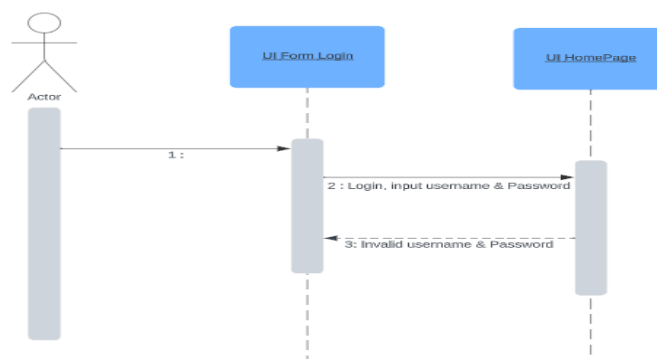 UI Form Login
UI HomePage
Actor
1 :
2 : Login, input username & Password
3: Invalid username & Password